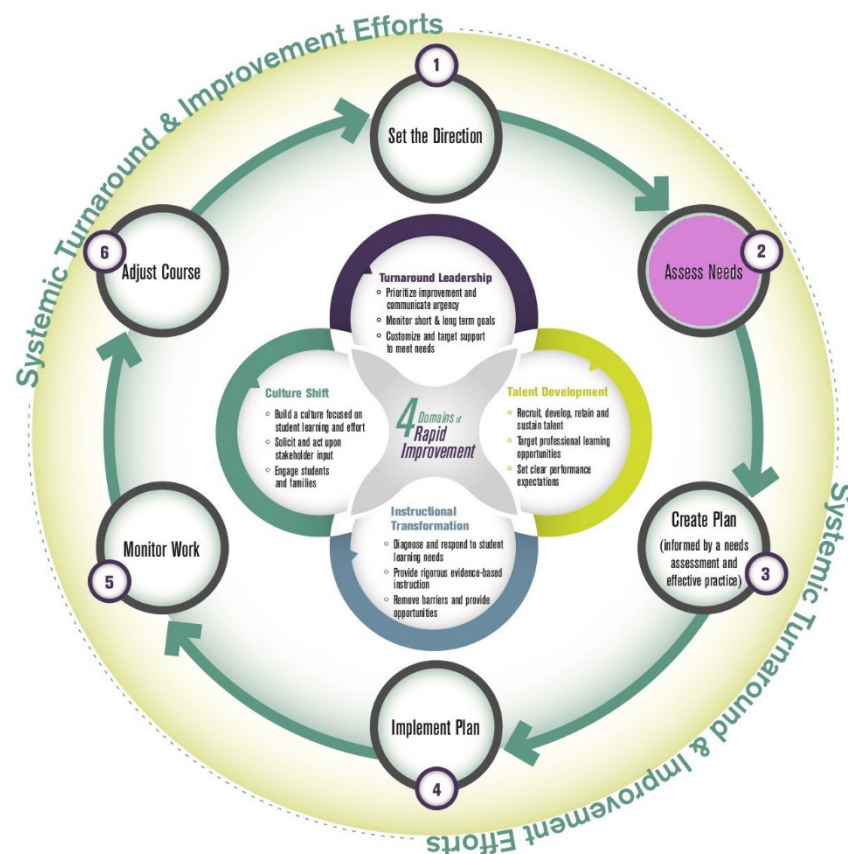 Systemic Turnaround & Improvement Efforts
1
Set the Direction
2
Assess Needs
3
Create Plan
(informed by a needs
assessment and
effective practice)
4
Implement Plan
5
Monitor Work
6
Adjust Course
Turnaround Leadership
Prioritize improvement and
communicate urgency
Monitor short & long term goals
Customize and target support
to meet needs
Talent Development
Recruit, develop, retain and
sustain talent
Target professional learning
opportunities
Set clear performance
expectations
Instructional
Transformation
Diagnose and respond to student
learning needs
Provide rigorous evidence-based
instruction
Remove barriers and provide
opportunities
Culture Shift
Build a culture focused on
student learning and effort
Solicit and act upon
stakeholder input
Engage students
and families
4 Domains of
Rapid
Improvement
Systemic Turnaround & Improvement Efforts